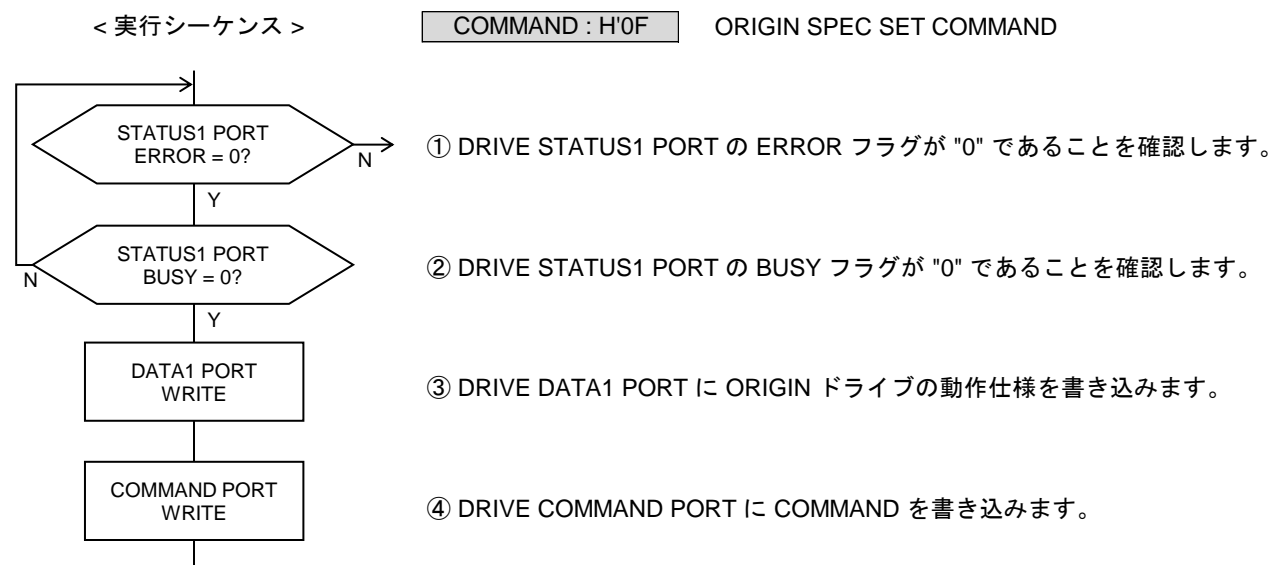 < 実行シーケンス >
COMMAND : H'0F
ORIGIN SPEC SET COMMAND
STATUS1 PORT
ERROR = 0?
N
① DRIVE STATUS1 PORT の ERROR フラグが "0" であることを確認します。
Y
STATUS1 PORT
BUSY = 0?
N
② DRIVE STATUS1 PORT の BUSY フラグが "0" であることを確認します。
Y
DATA1 PORT
WRITE
③ DRIVE DATA1 PORT に ORIGIN ドライブの動作仕様を書き込みます。
COMMAND PORT
WRITE
④ DRIVE COMMAND PORT に COMMAND を書き込みます。